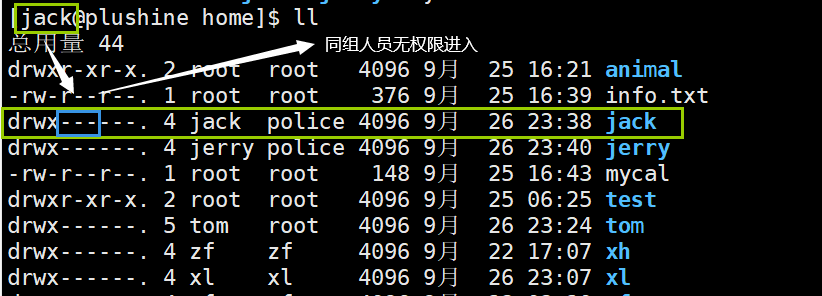 [jack@plushine home]$ ll
总用量 44
同组人员无权限进入
drwxr-xr-x. 2 root root 4096 9月 25 16:21 animal
-rw-r--r--. 1 root root 376 9月 25 16:39 info.txt
drwx------. 4 jack police 4096 9月 26 23:38 jack
drwx------. 4 jerry police 4096 9月 26 23:40 jerry
-rw-r--r--. 1 root root 148 9月 25 16:43 mycal
drwxr-xr-x. 2 root root 4096 9月 25 06:25 test
drwx------. 5 tom root 4096 9月 26 23:24 tom
drwx------. 4 zf zf 4096 9月 22 17:07 xh
drwx------. 4 xl xl 4096 9月 26 23:07 xl